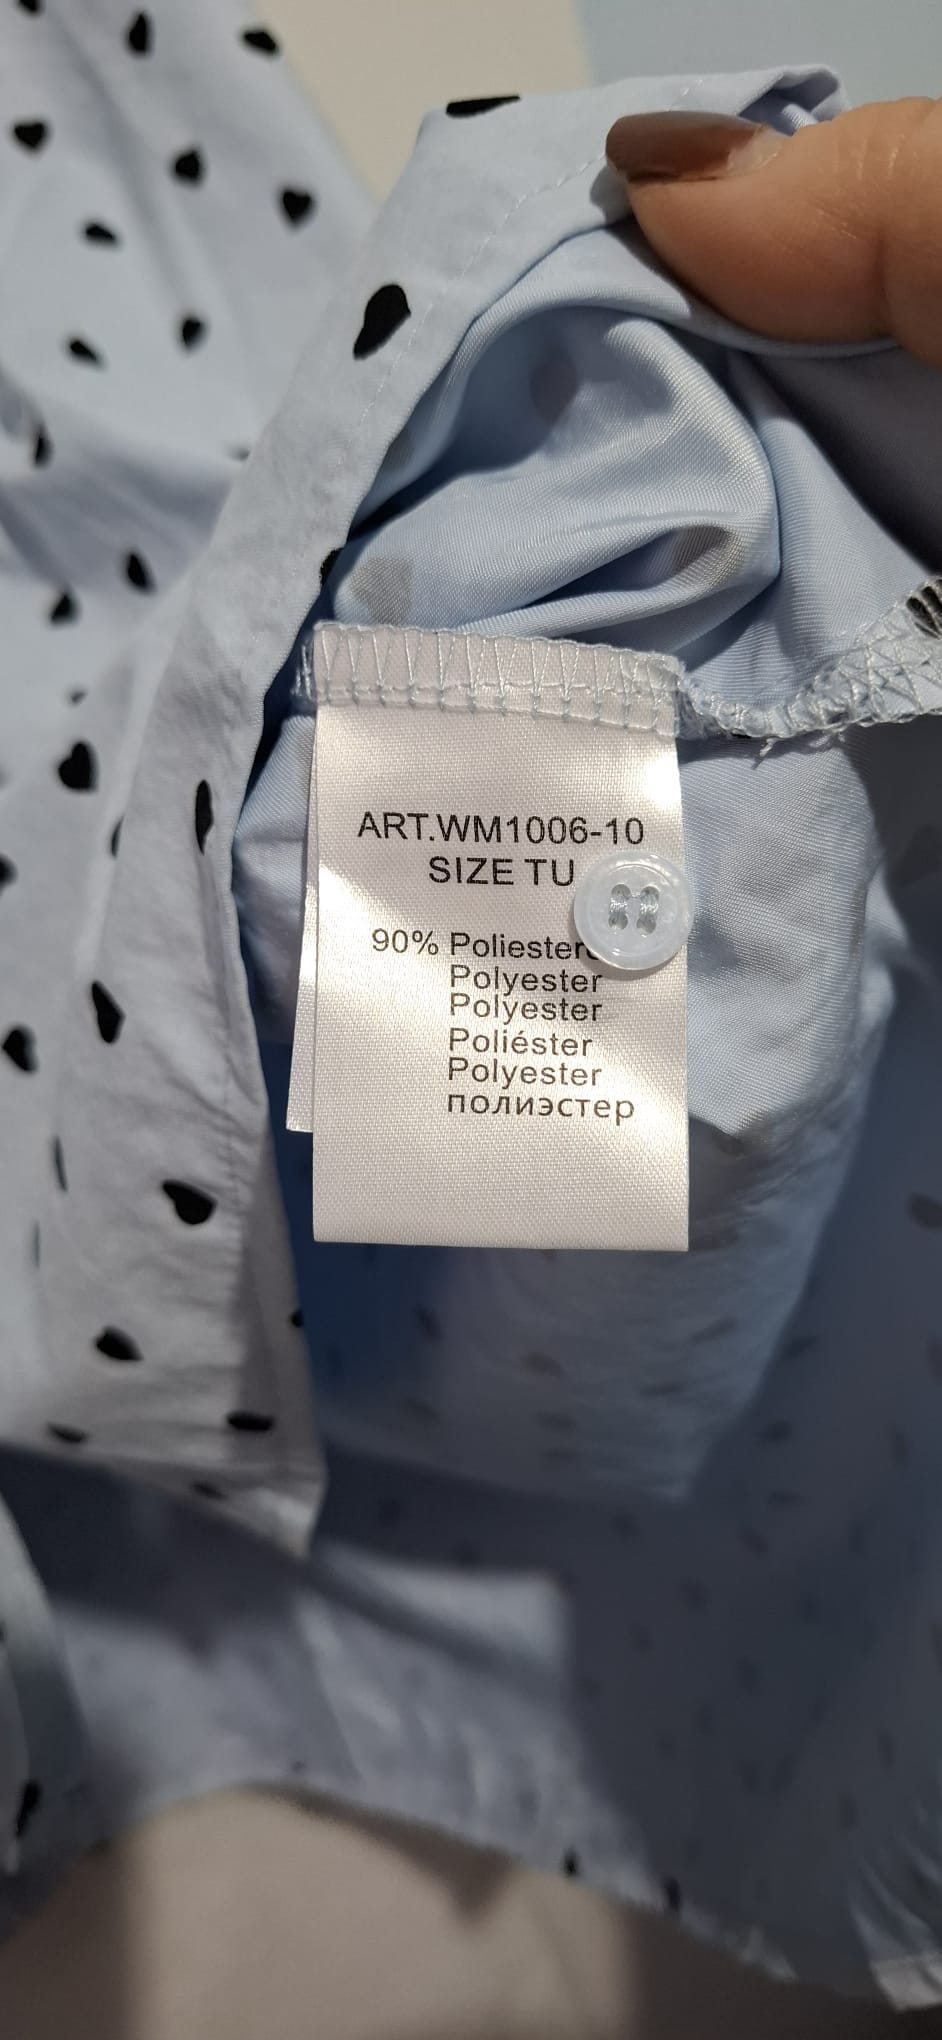 ART.WM1006-10
SIZE TU
90% Poliestere
Polyester
Polyester
Poliéster
Polyester
полиэстер